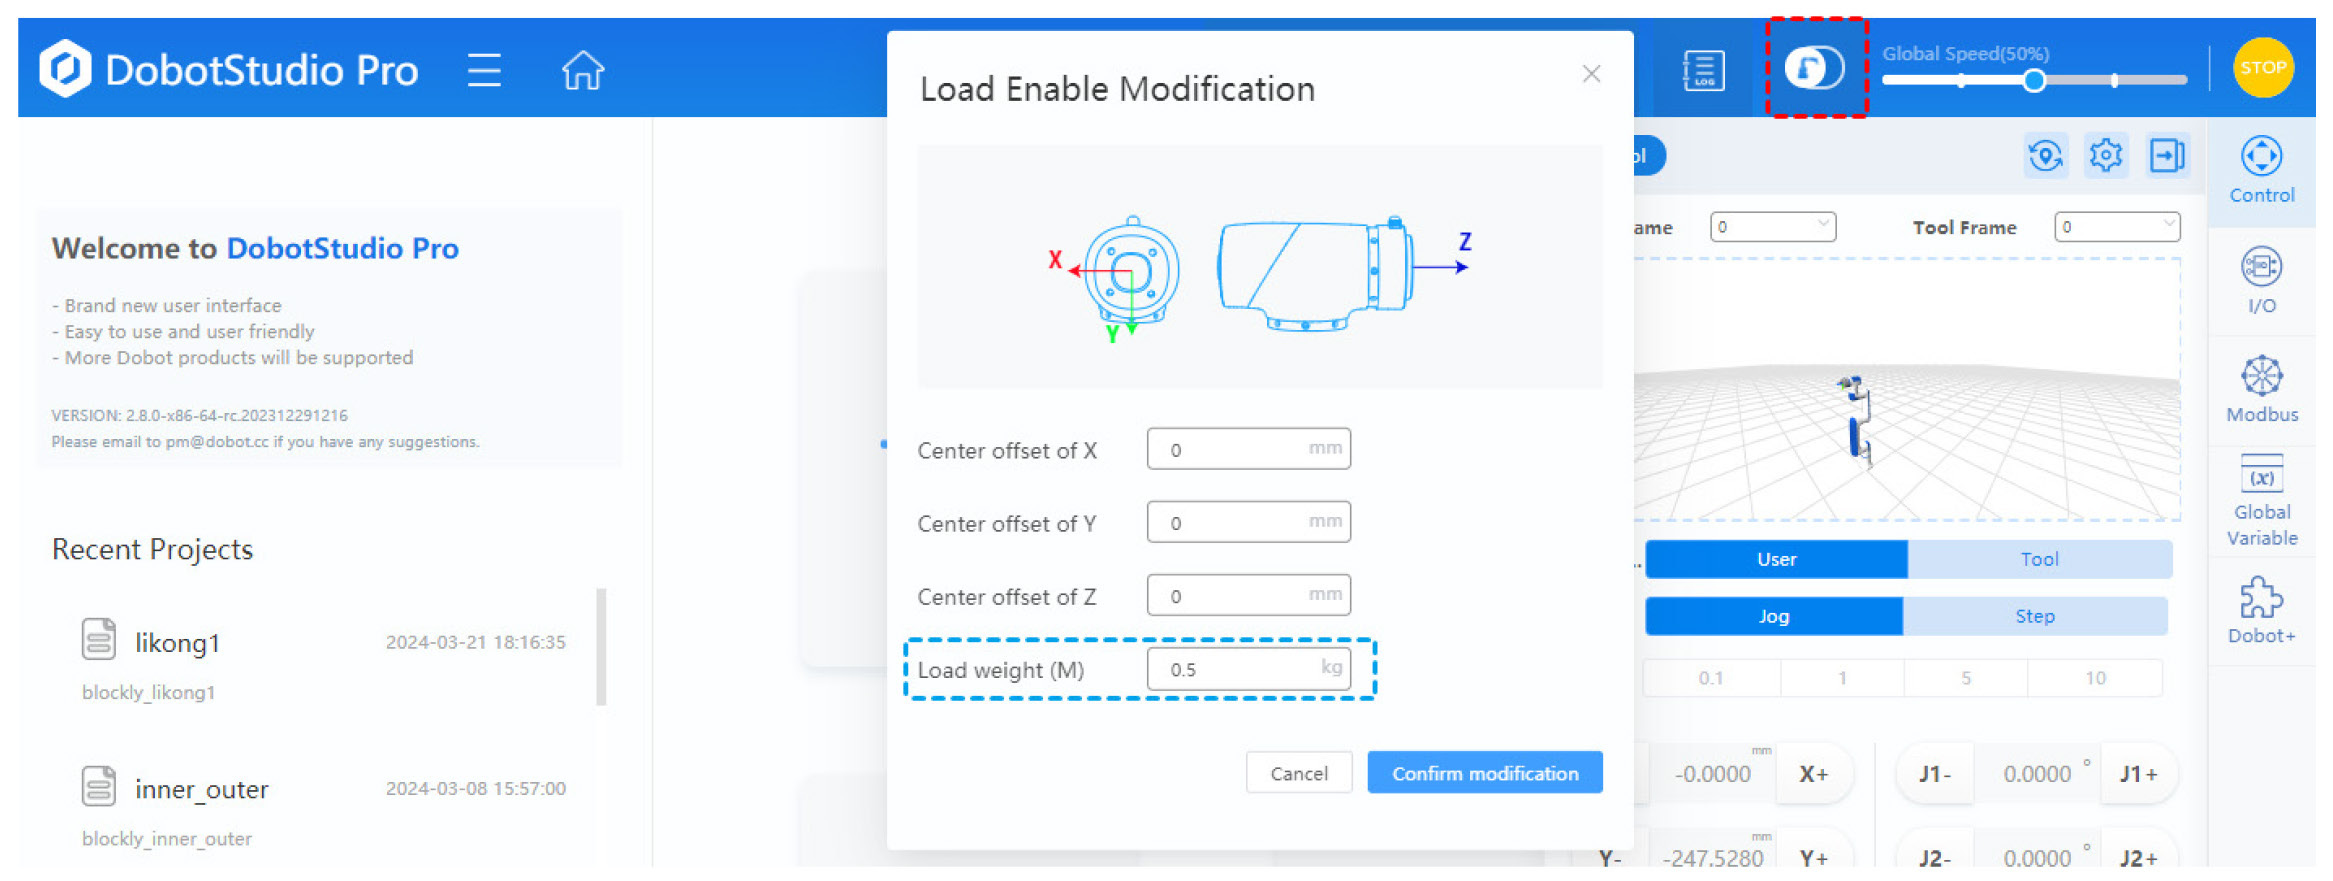 DobotStudio Pro
LOG
Global Speed(50%)
STOP
Welcome to DobotStudio Pro
- Brand new user interface
- Easy to use and user friendly
- More Dobot products will be supported
VERSION: 2.8.0-x86-64-rc.202312291216
Please email to pm@dobot.cc if you have any suggestions.
Recent Projects
likong1 2024-03-21 18:16:35
blockly_likong1
inner_outer 2024-03-08 15:57:00
blockly_inner_outer
Load Enable Modification
X
Y
Z
Center offset of X 0 mm
Center offset of Y 0 mm
Center offset of Z 0 mm
Load weight (M) 0.5 kg
Cancel Confirm modification
ol
ame 0 Tool Frame 0
User Tool
Jog Step
0.1 1 5 10
-0.0000 mm X+ J1- 0.0000 ° J1+
Y- -247.5280 mm Y+ J2- 0.0000 ° J2+
Control
I/O
Modbus
(x)
Global
Variable
Dobot+